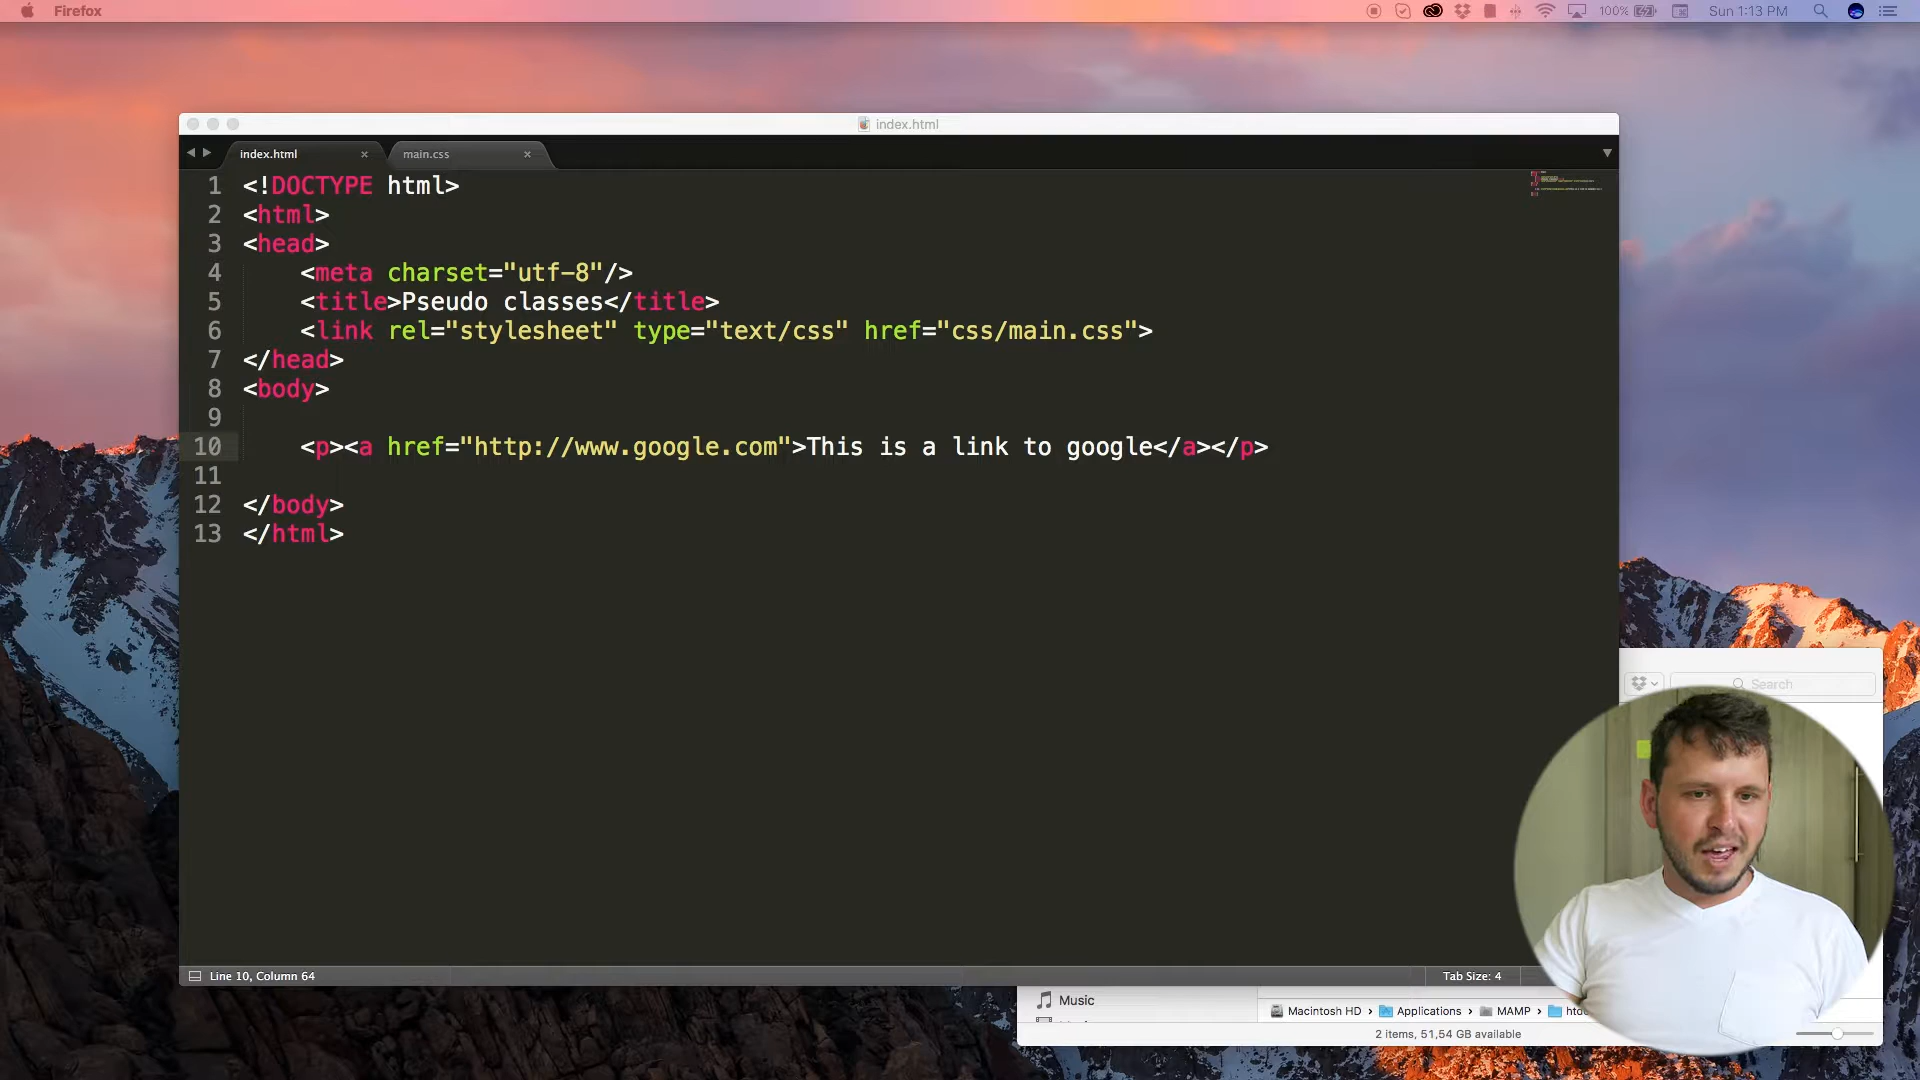 Firefox
100%
Sun 1:13 PM
index.html
index.html
main.css
1 <!DOCTYPE html>
2 <html>
3 <head>
4 <meta charset="utf-8"/>
5 <title>Pseudo classes</title>
6 <link rel="stylesheet" type="text/css" href="css/main.css">
7 </head>
8 <body>
9
10 <p><a href="http://www.google.com">This is a link to google</a></p>
11
12 </body>
13 </html>
Search
Line 10, Column 64
Tab Size: 4
Music
Macintosh HD › Applications › MAMP ›
2 items, 51,54 GB available